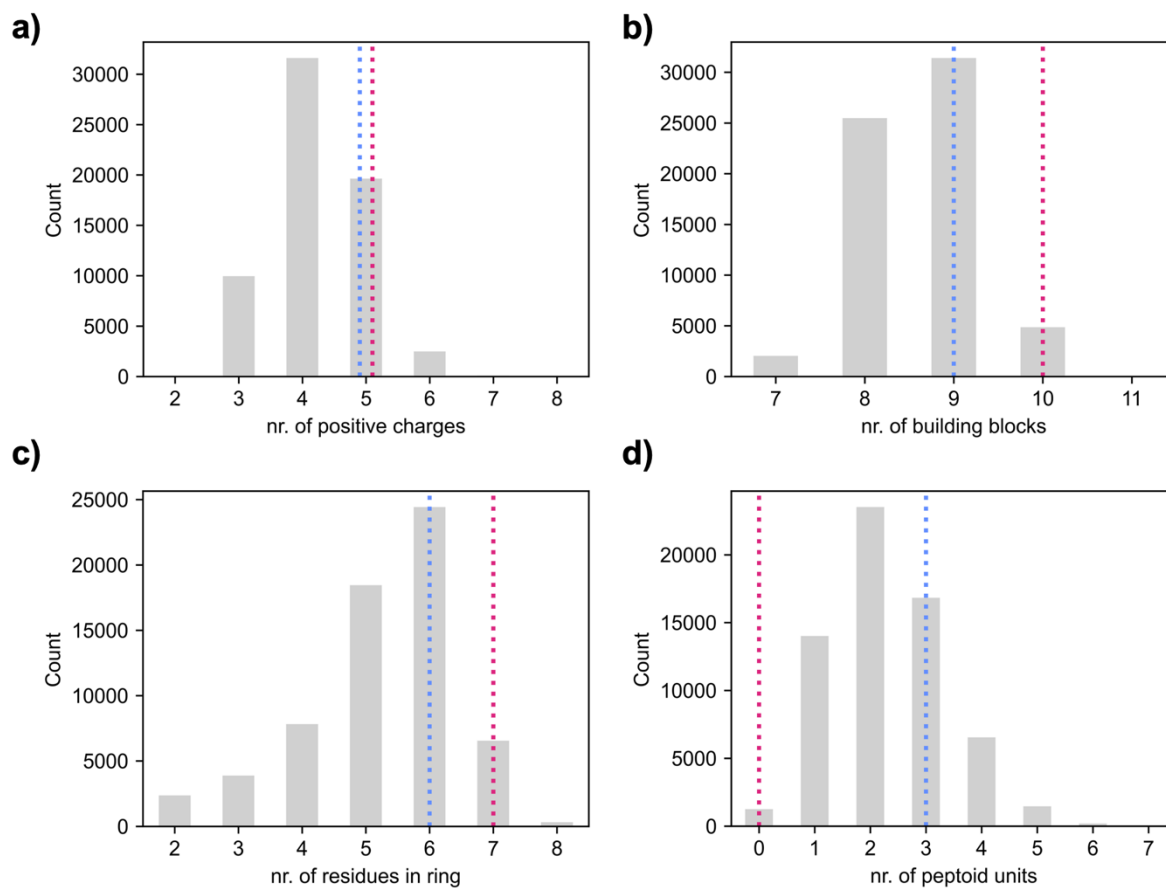 a)
30000
25000
20000
15000
10000
5000
0
Count
2 3 4 5 6 7 8
nr. of positive charges
b)
30000
25000
20000
15000
10000
5000
0
Count
7 8 9 10 11
nr. of building blocks
c)
25000
20000
15000
10000
5000
0
Count
2 3 4 5 6 7 8
nr. of residues in ring
d)
20000
15000
10000
5000
0
Count
0 1 2 3 4 5 6 7
nr. of peptoid units